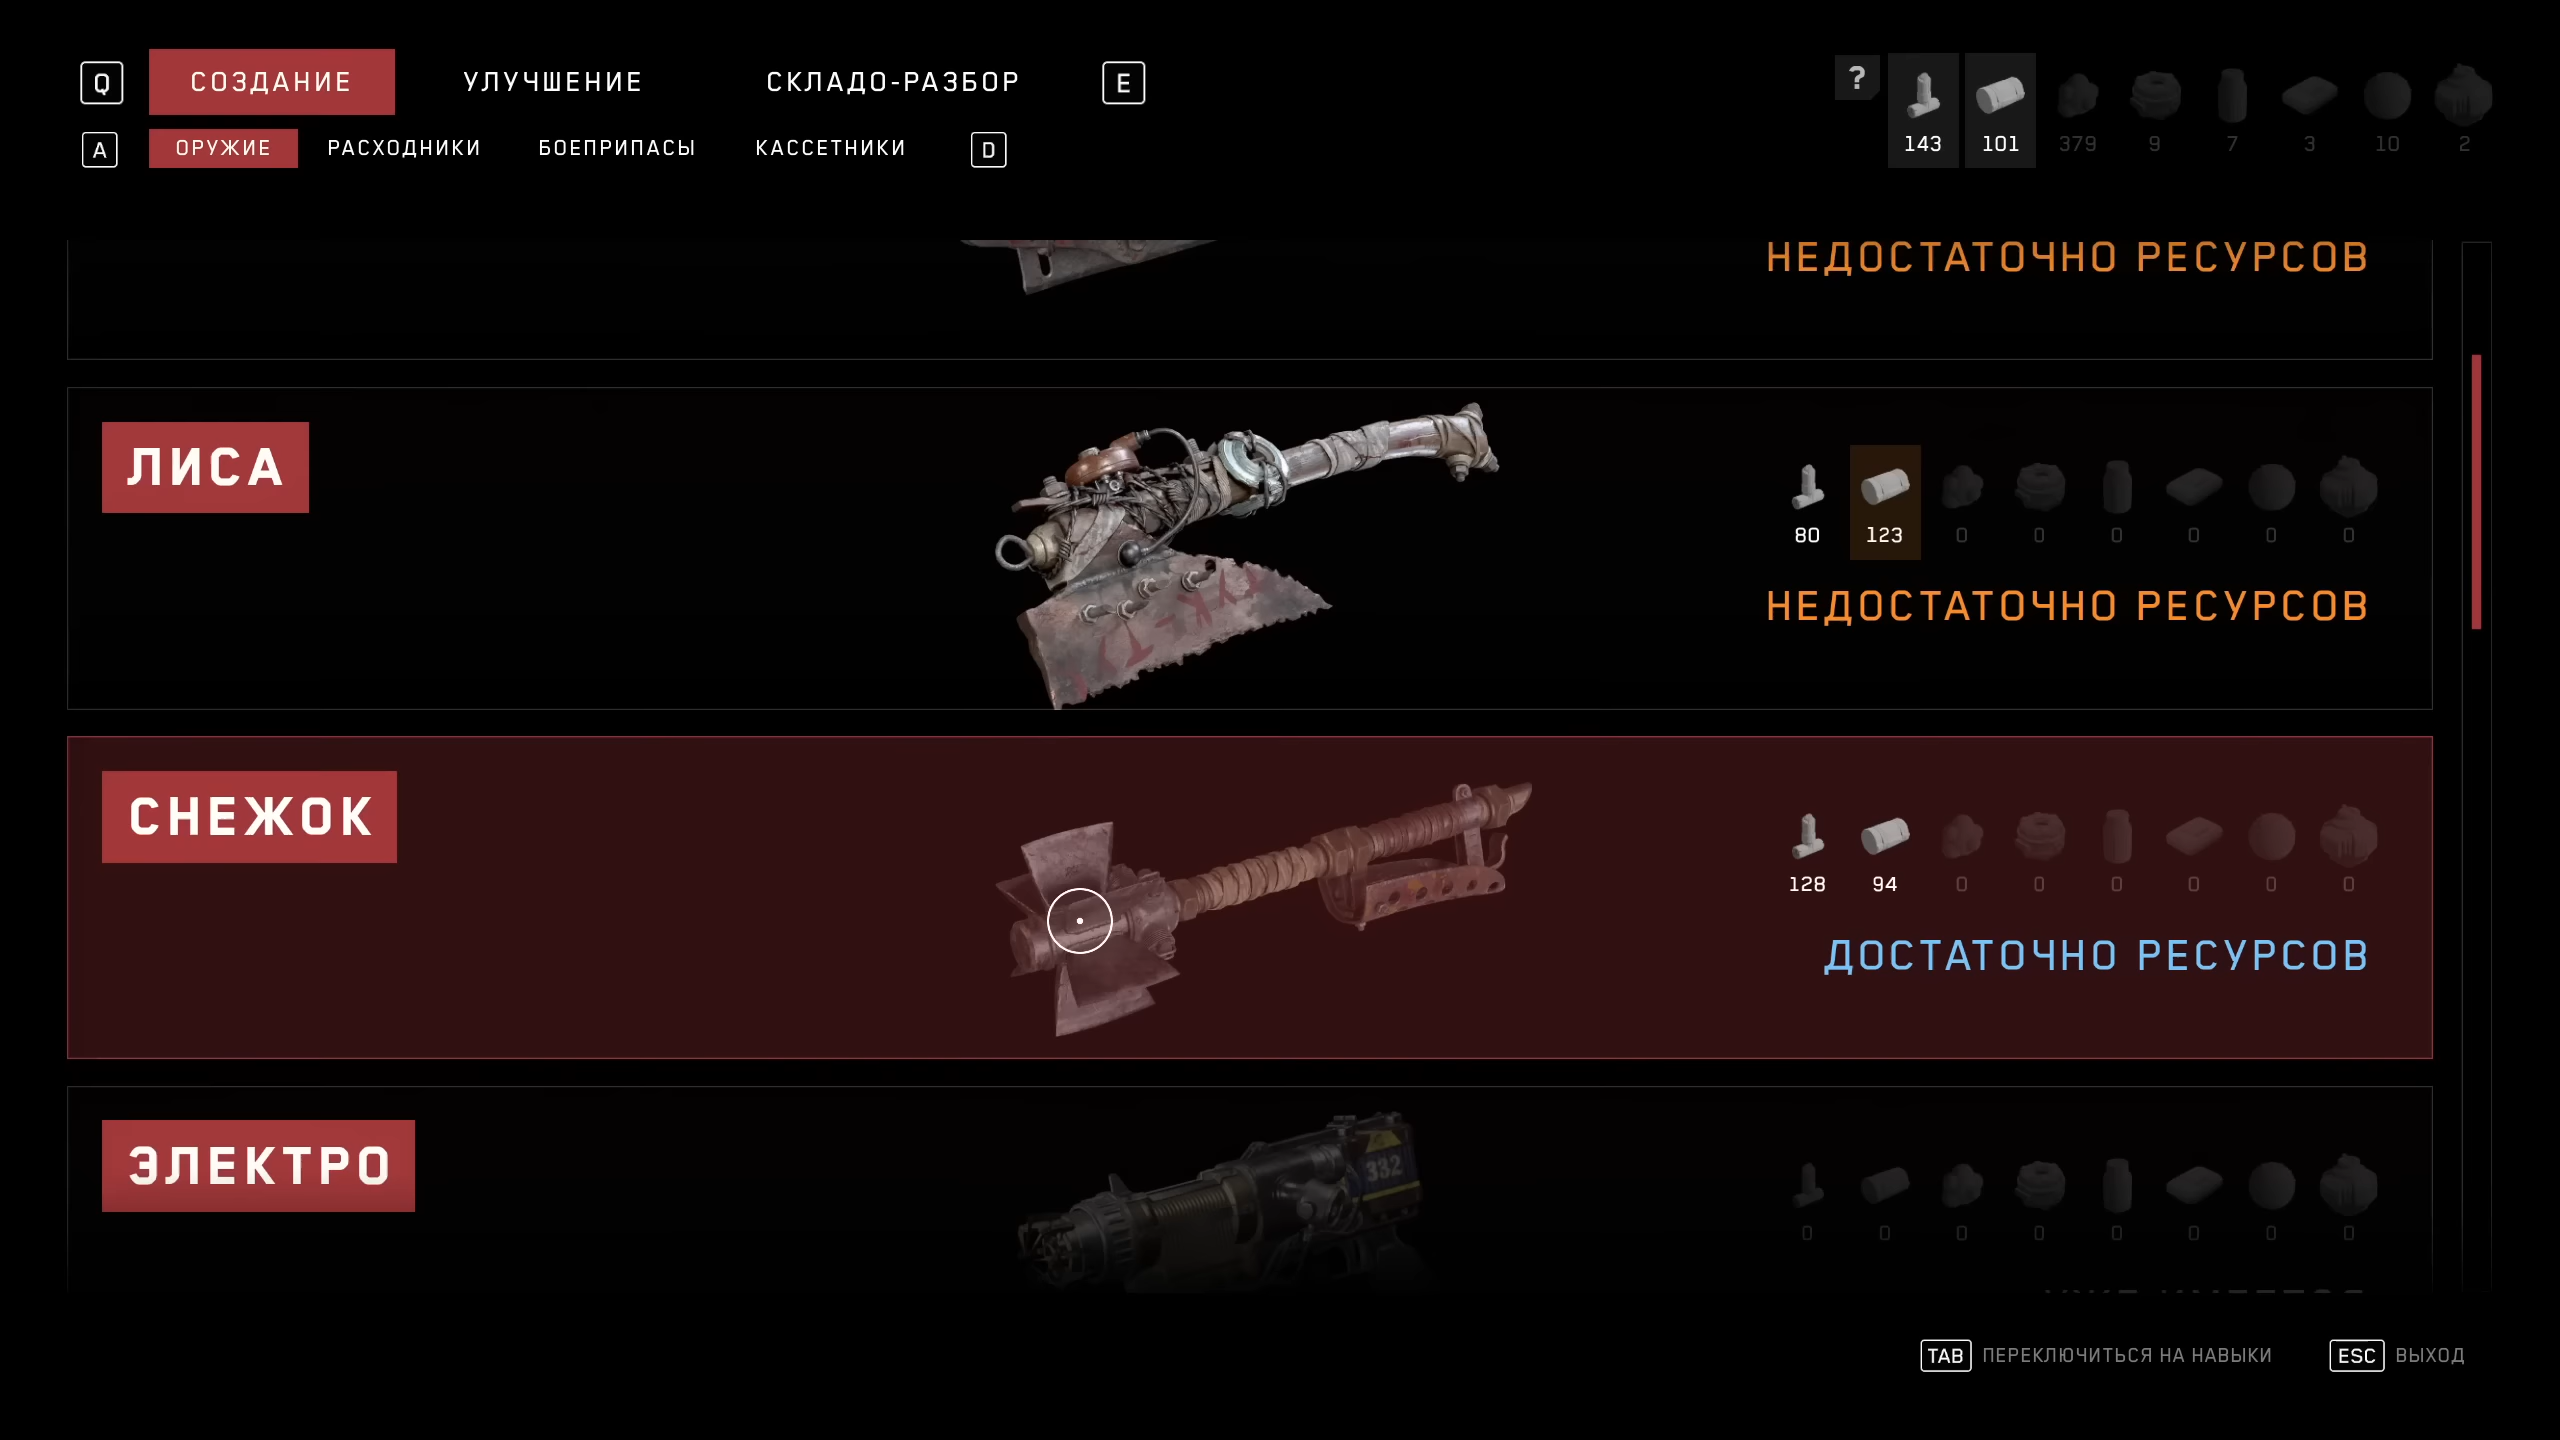 Q СОЗДАНИЕ УЛУЧШЕНИЕ СКЛАДО-РАЗБОР E
A ОРУЖИЕ РАСХОДНИКИ БОЕПРИПАСЫ КАССЕТНИКИ D
?
143 101 379 9 7 3 10 2
НЕДОСТАТОЧНО РЕСУРСОВ
ЛИСА
80 123 0 0 0 0 0 0
НЕДОСТАТОЧНО РЕСУРСОВ
СНЕЖОК
128 94 0 0 0 0 0 0
ДОСТАТОЧНО РЕСУРСОВ
ЭЛЕКТРО
332
0 0 0 0 0 0 0 0
TAB ПЕРЕКЛЮЧИТЬСЯ НА НАВЫКИ ESC ВЫХОД